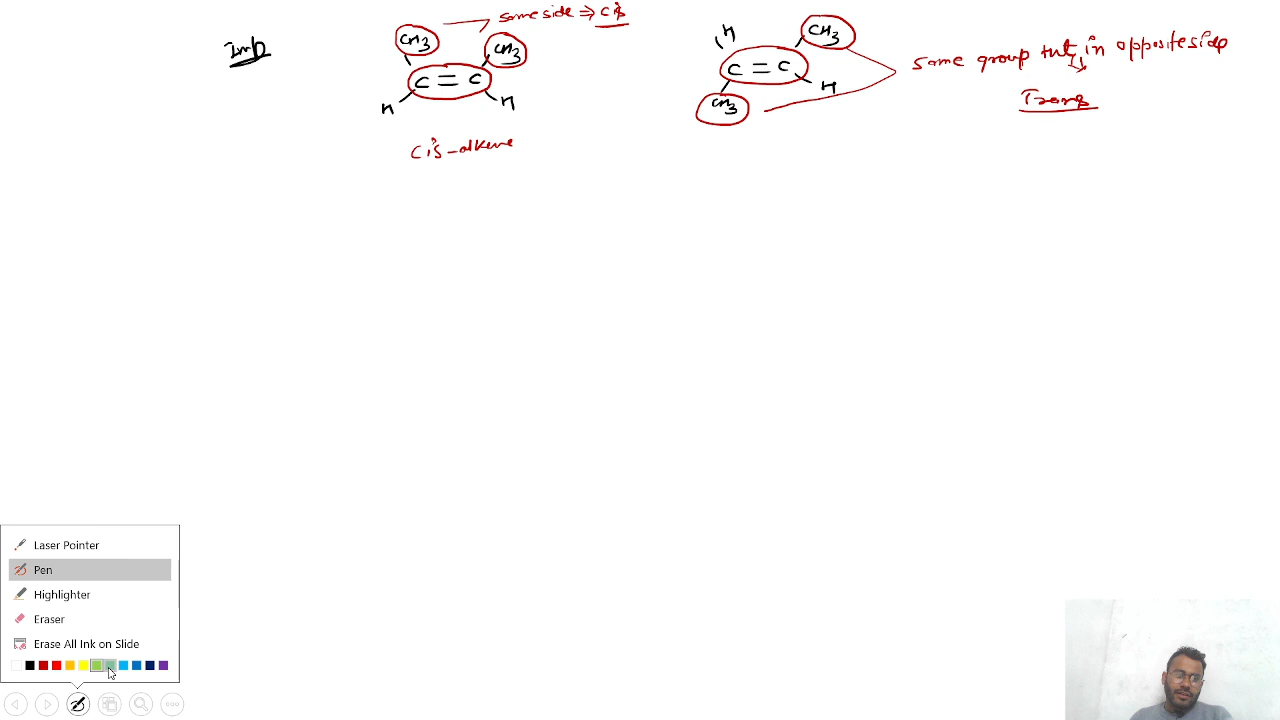 Imp
same side ⇒ cis
CH3 CH3
C = C
H H
cis-alkene
H CH3
C = C
CH3 H
same group but in opposite side
Trans
Laser Pointer
Pen
Highlighter
Eraser
Erase All Ink on Slide